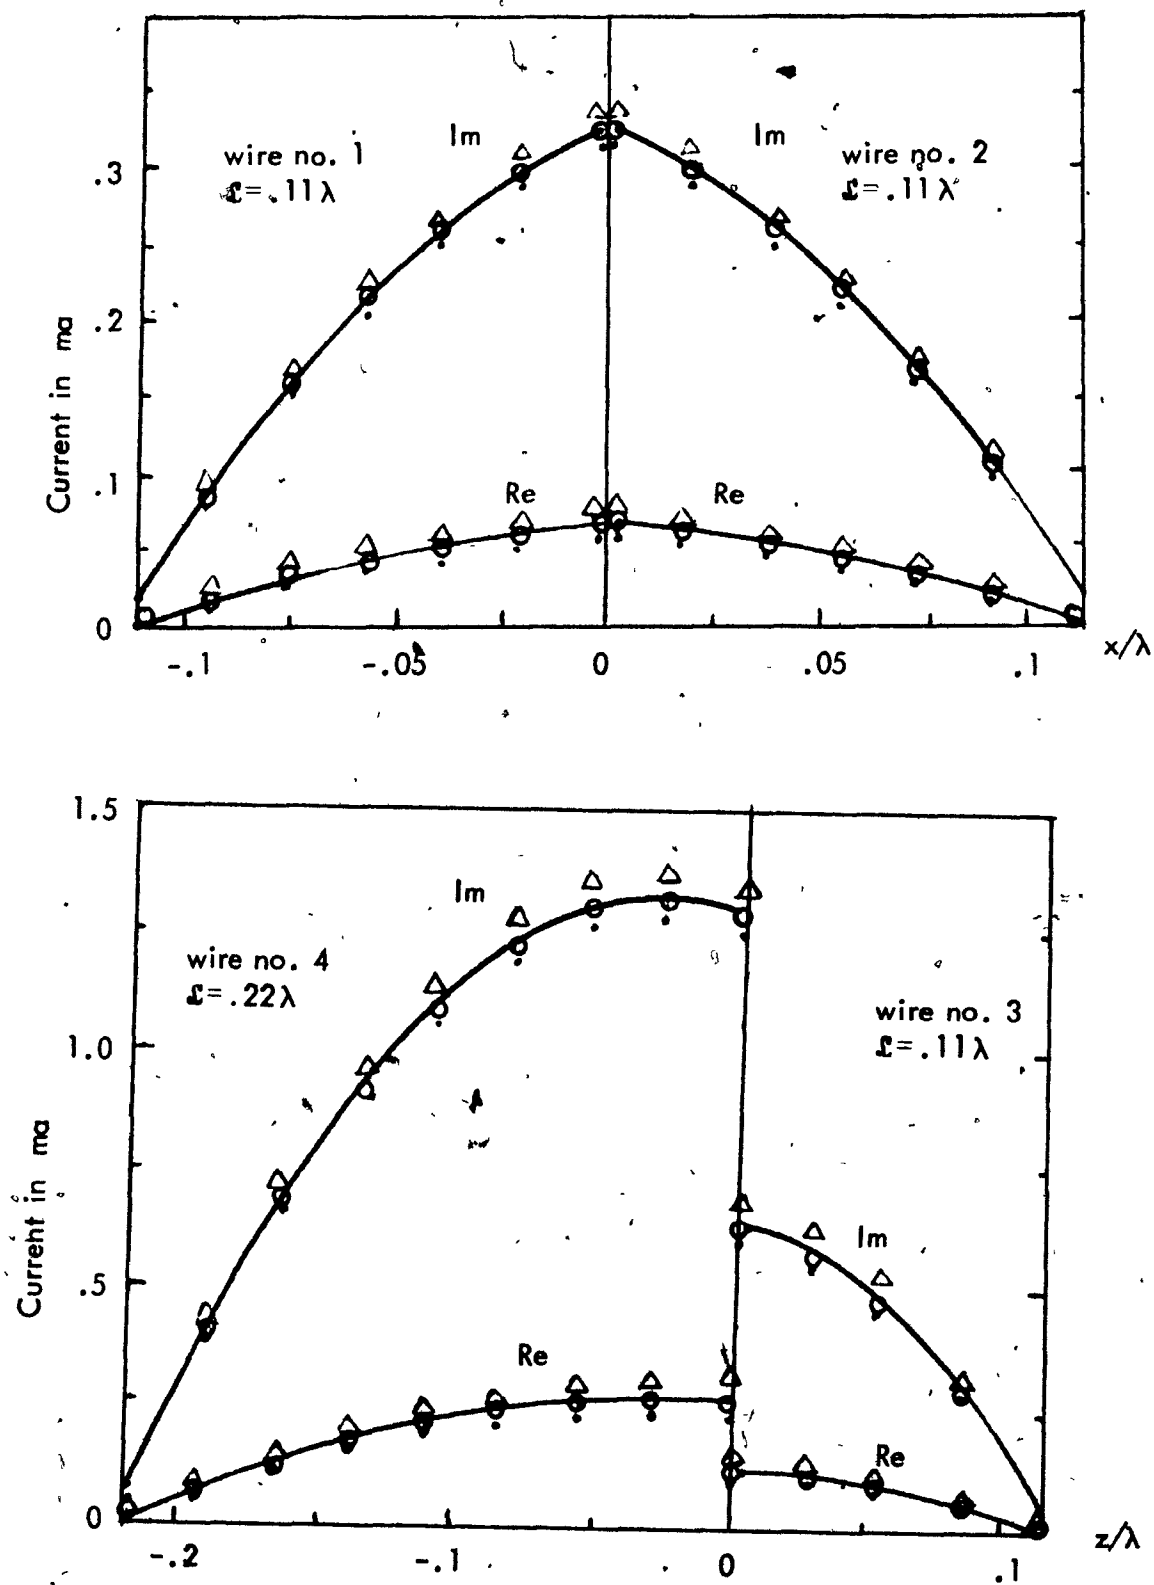 Im
Im
wire no. 1
ℒ=.11λ
wire no. 2
ℒ=.11λ
.3
.2
.1
0
Current in ma
Re
Re
-.1
-.05
0
.05
.1
x/λ
1.5
1.0
.5
0
Current in ma
Im
wire no. 4
ℒ=.22λ
wire no. 3
ℒ=.11λ
Im
Re
Re
-.2
-.1
0
.1
z/λ